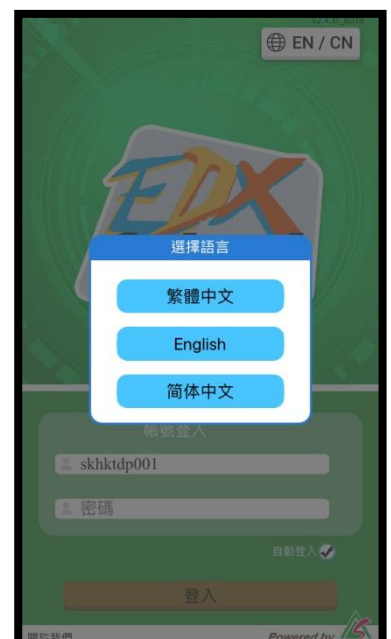 EN / CN
EDX
選擇語言
繁體中文
English
简体中文
帳號登入
skhktdp001
密碼
自動登入
登入
關於我們
Powered by